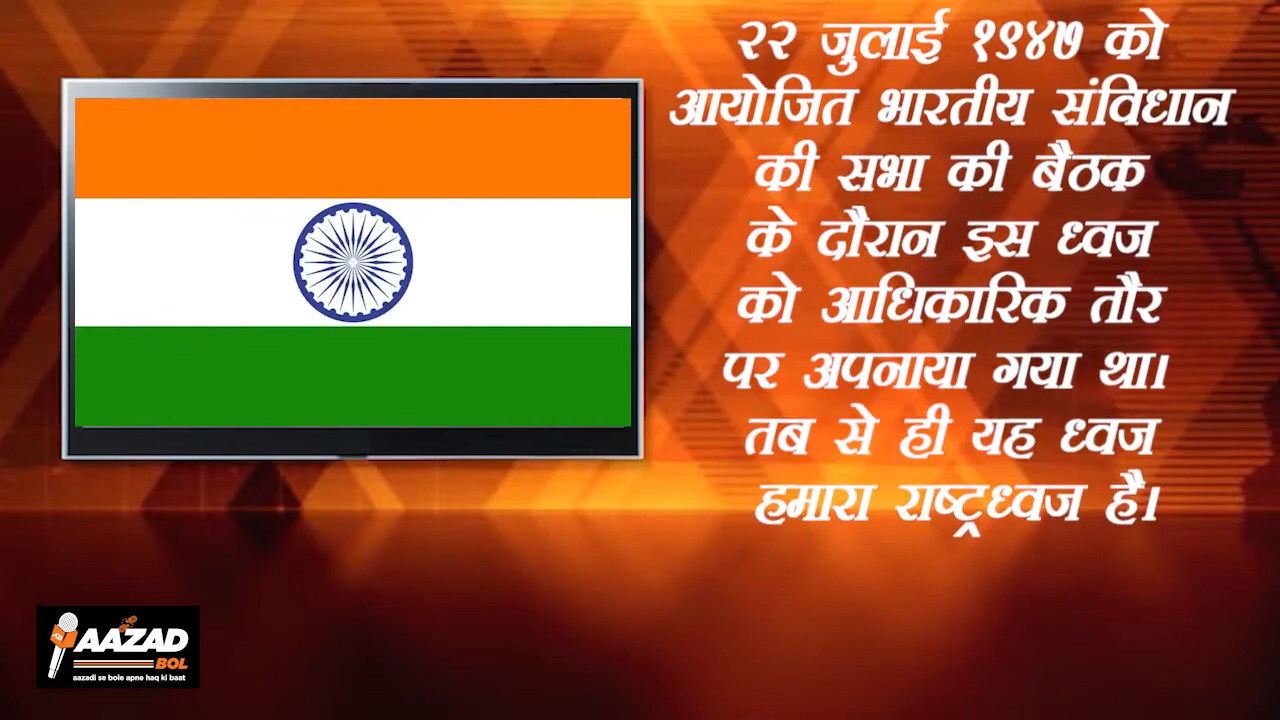 २२ जुलाई १९४७ को
आयोजित भारतीय संविधान
की सभा की बैठक
के दौरान इस ध्वज
को आधिकारिक तौर
पर अपनाया गया था।
तब से ही यह ध्वज
हमारा राष्ट्रध्वज है।
AAZAD
BOL
aazadi se bole apne haq ki baat